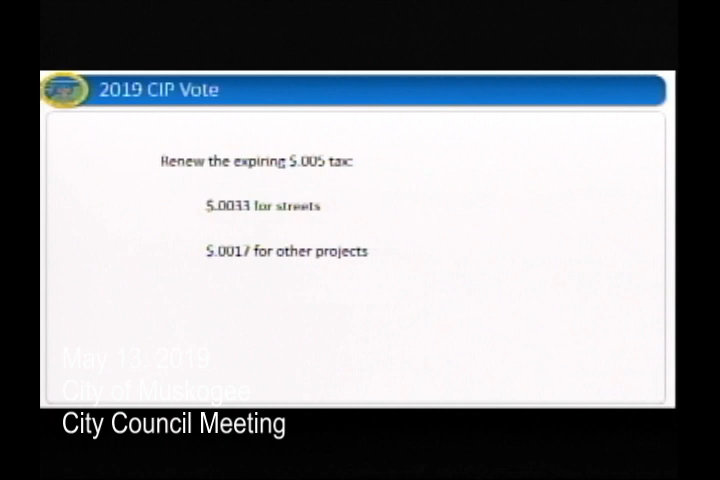 2019 CIP Vote
Renew the expiring $.005 tax:
$.0033 for streets
$.0017 for other projects
May 13, 2019
City of Muskogee
City Council Meeting